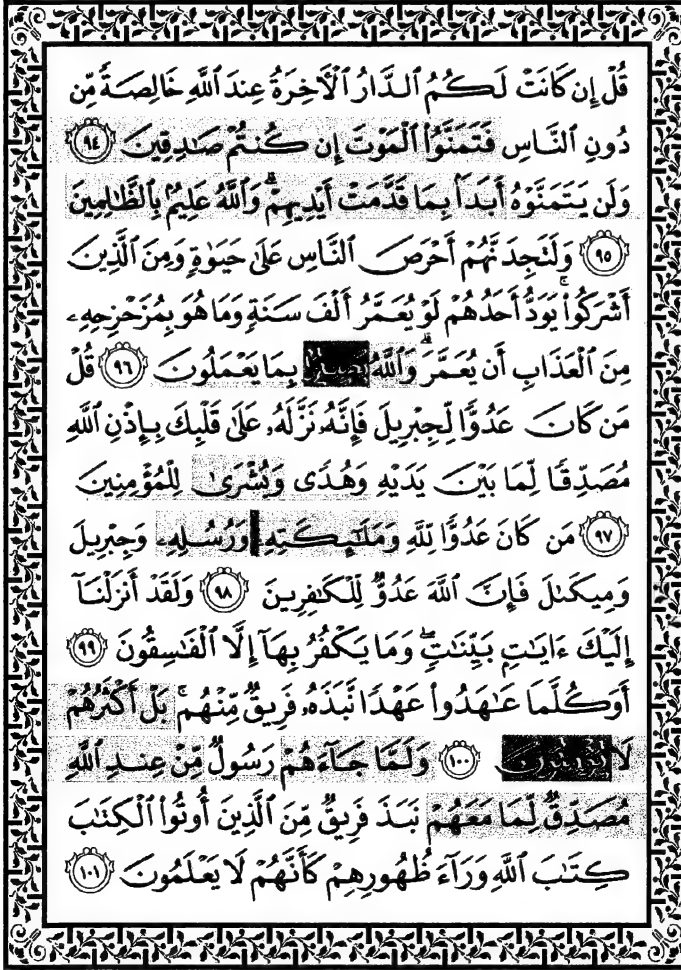 قُلْ إِن كَانَتْ لَكُمُ ٱلدَّارُ ٱلْـَٔاخِرَةُ عِندَ ٱللَّهِ خَالِصَةً مِّن
دُونِ ٱلنَّاسِ فَتَمَنَّوُا۟ ٱلْمَوْتَ إِن كُنتُمْ صَـٰدِقِينَ ٩٤
وَلَن يَتَمَنَّوْهُ أَبَدًۢا بِمَا قَدَّمَتْ أَيْدِيهِمْ ۗ وَٱللَّهُ عَلِيمٌۢ بِٱلظَّـٰلِمِينَ
٩٥ وَلَتَجِدَنَّهُمْ أَحْرَصَ ٱلنَّاسِ عَلَىٰ حَيَوٰةٍ وَمِنَ ٱلَّذِينَ
أَشْرَكُوا۟ ۚ يَوَدُّ أَحَدُهُمْ لَوْ يُعَمَّرُ أَلْفَ سَنَةٍ وَمَا هُوَ بِمُزَحْزِحِهِۦ
مِنَ ٱلْعَذَابِ أَن يُعَمَّرَ ۗ وَٱللَّهُ بِمَا يَعْمَلُونَ ٩٦ قُلْ
مَن كَانَ عَدُوًّا لِّجِبْرِيلَ فَإِنَّهُۥ نَزَّلَهُۥ عَلَىٰ قَلْبِكَ بِإِذْنِ ٱللَّهِ
مُصَدِّقًا لِّمَا بَيْنَ يَدَيْهِ وَهُدًى وَبُشْرَىٰ لِلْمُؤْمِنِينَ
٩٧ مَن كَانَ عَدُوًّا لِّلَّهِ وَمَلَـٰٓئِكَتِهِۦ وَرُسُلِهِۦ وَجِبْرِيلَ
وَمِيكَىٰلَ فَإِنَّ ٱللَّهَ عَدُوٌّ لِّلْكَـٰفِرِينَ ٩٨ وَلَقَدْ أَنزَلْنَآ
إِلَيْكَ ءَايَـٰتٍۭ بَيِّنَـٰتٍ ۖ وَمَا يَكْفُرُ بِهَآ إِلَّا ٱلْفَـٰسِقُونَ ٩٩
أَوَكُلَّمَا عَـٰهَدُوا۟ عَهْدًا نَّبَذَهُۥ فَرِيقٌ مِّنْهُم ۚ بَلْ أَكْثَرُهُمْ
لَا ١٠٠ وَلَمَّا جَآءَهُمْ رَسُولٌ مِّنْ عِندِ ٱللَّهِ
مُصَدِّقٌ لِّمَا مَعَهُمْ نَبَذَ فَرِيقٌ مِّنَ ٱلَّذِينَ أُوتُوا۟ ٱلْكِتَـٰبَ
كِتَـٰبَ ٱللَّهِ وَرَآءَ ظُهُورِهِمْ كَأَنَّهُمْ لَا يَعْلَمُونَ ١٠١